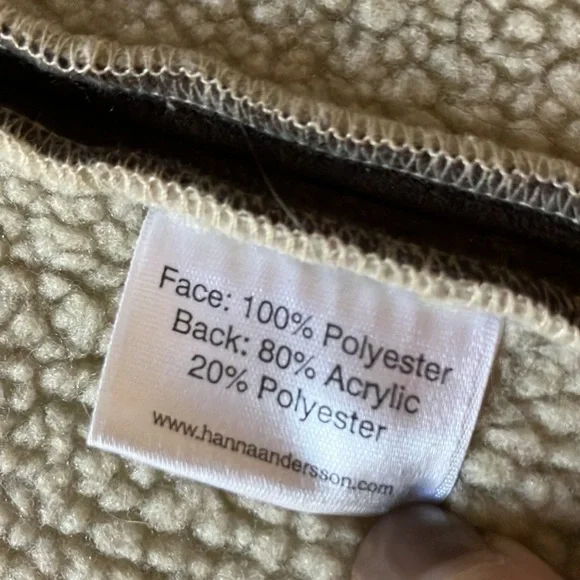 Face: 100% Polyester
Back: 80% Acrylic
20% Polyester
www.hannaandersson.com